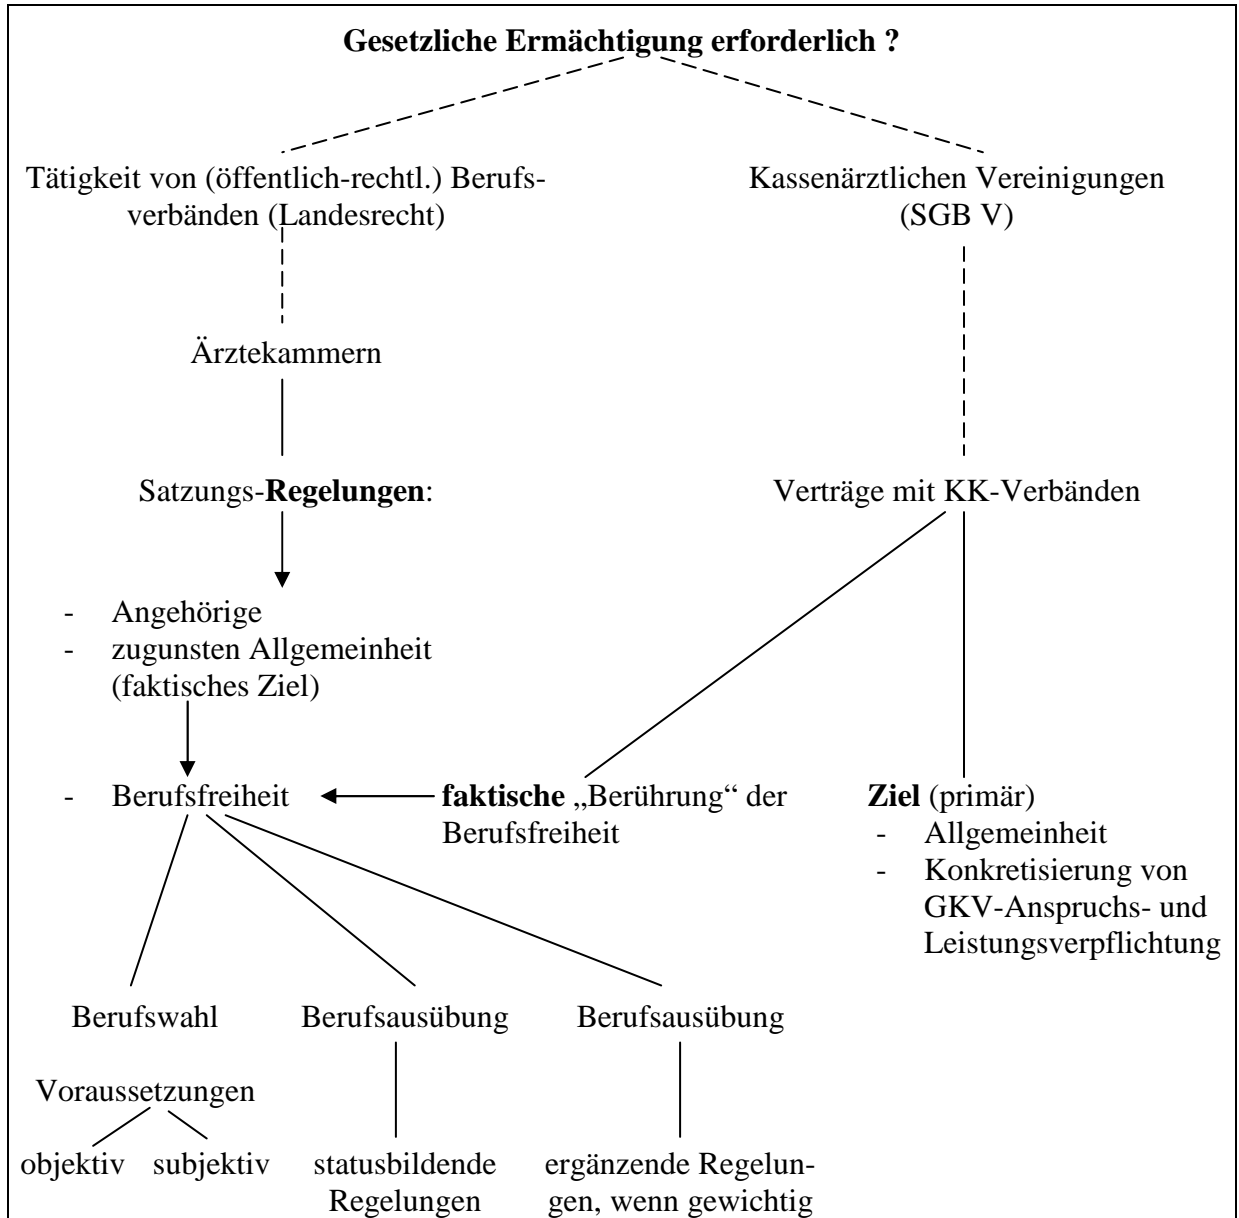 Gesetzliche Ermächtigung erforderlich ?
Tätigkeit von (öffentlich-rechtl.) Berufs-
verbänden (Landesrecht)
Kassenärztlichen Vereinigungen
(SGB V)
Ärztekammern
Satzungs-Regelungen:
Verträge mit KK-Verbänden
- Angehörige
- zugunsten Allgemeinheit
(faktisches Ziel)
- Berufsfreiheit
faktische „Berührung“ der
Berufsfreiheit
Ziel (primär)
- Allgemeinheit
- Konkretisierung von
GKV-Anspruchs- und
Leistungsverpflichtung
Berufswahl
Berufsausübung
Berufsausübung
Voraussetzungen
objektiv
subjektiv
statusbildende
Regelungen
ergänzende Regelun-
gen, wenn gewichtig